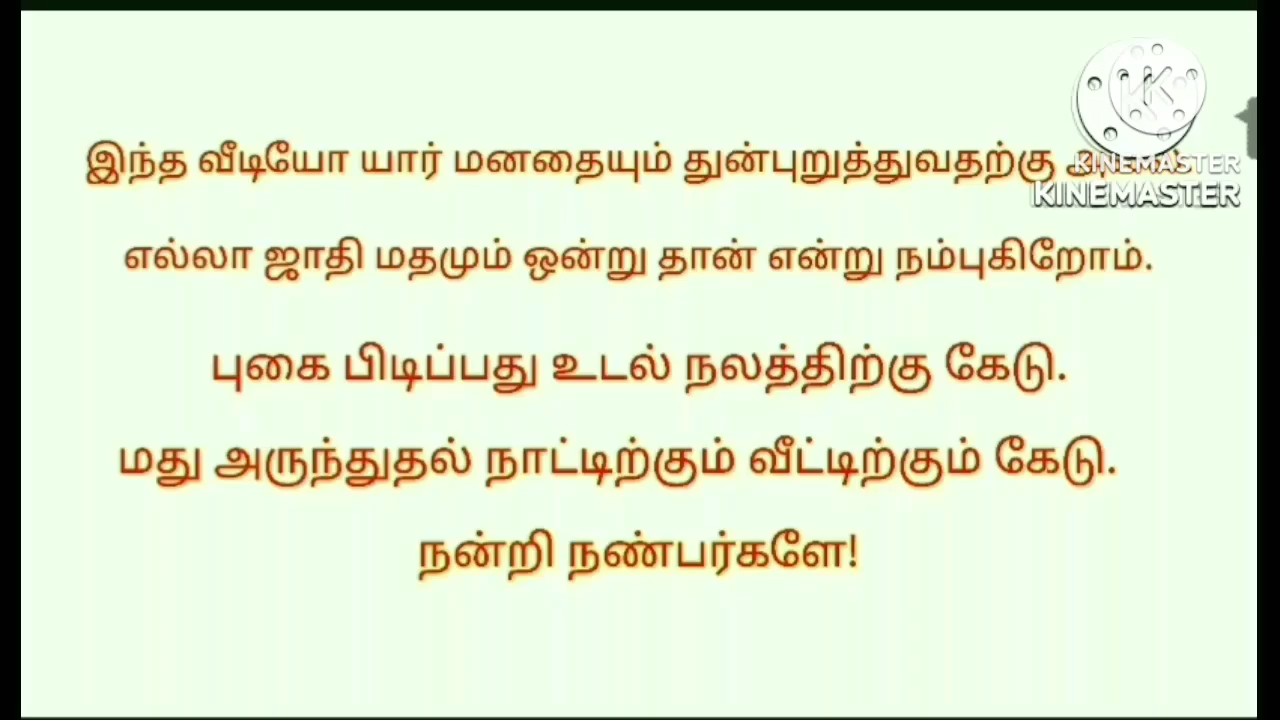 இந்த வீடியோ யார் மனதையும் துன்புறுத்துவதற்கு
எல்லா ஜாதி மதமும் ஒன்று தான் என்று நம்புகிறோம்.
புகை பிடிப்பது உடல் நலத்திற்கு கேடு.
மது அருந்துதல் நாட்டிற்கும் வீட்டிற்கும் கேடு.
நன்றி நண்பர்களே!
KINEMASTER
KINEMASTER